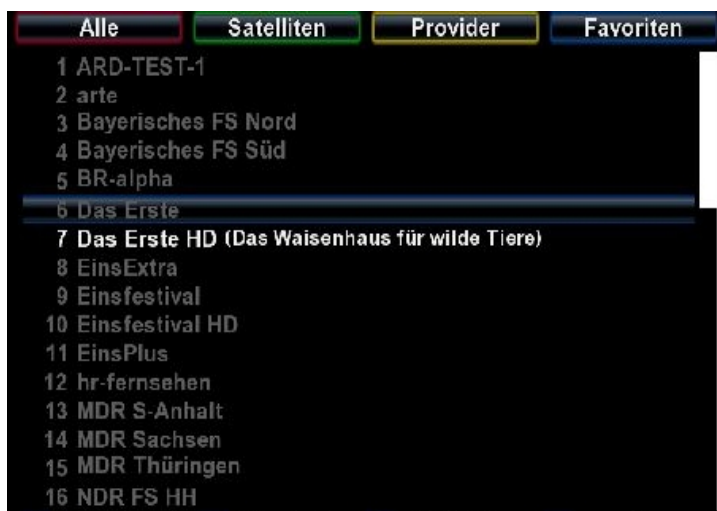 Alle Satelliten Provider Favoriten
1 ARD-TEST-1
2 arte
3 Bayerisches FS Nord
4 Bayerisches FS Süd
5 BR-alpha
6 Das Erste
7 Das Erste HD (Das Waisenhaus für wilde Tiere)
8 EinsExtra
9 Einsfestival
10 Einsfestival HD
11 EinsPlus
12 hr-fernsehen
13 MDR S-Anhalt
14 MDR Sachsen
15 MDR Thüringen
16 NDR FS HH